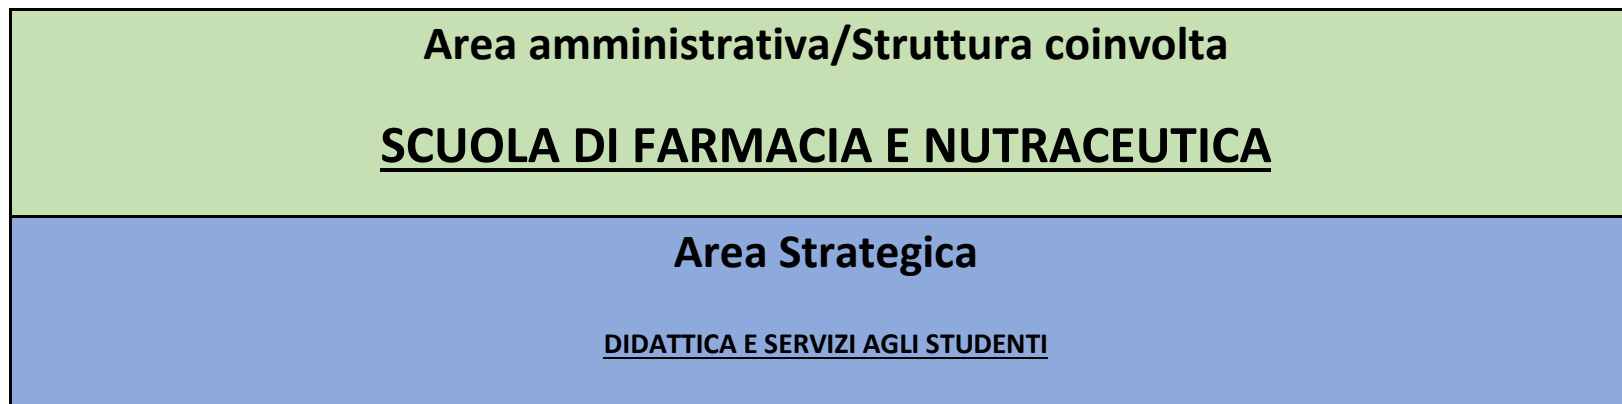 Area amministrativa/Struttura coinvolta
SCUOLA DI FARMACIA E NUTRACEUTICA
Area Strategica
DIDATTICA E SERVIZI AGLI STUDENTI